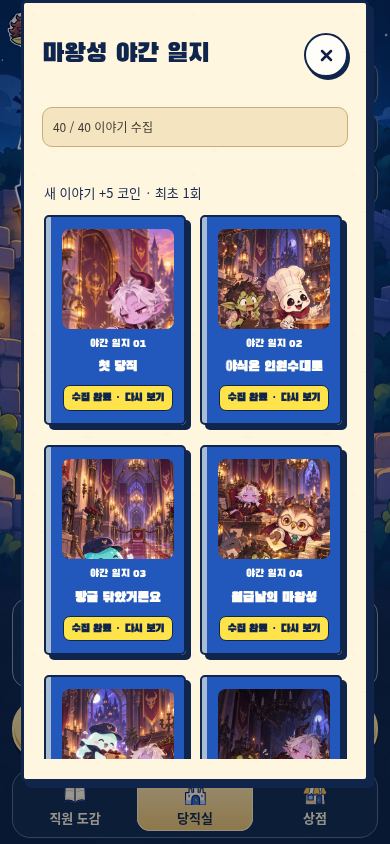 마왕성 야간 일지
40 / 40 이야기 수집
새 이야기 +5 코인 · 최초 1회
야간 일지 01
첫 당직
수집 완료 · 다시 보기
야간 일지 02
야식은 인원수대로
수집 완료 · 다시 보기
야간 일지 03
방금 닦았거든요
수집 완료 · 다시 보기
야간 일지 04
월급날의 마왕성
수집 완료 · 다시 보기
직원 도감
당직실
상점